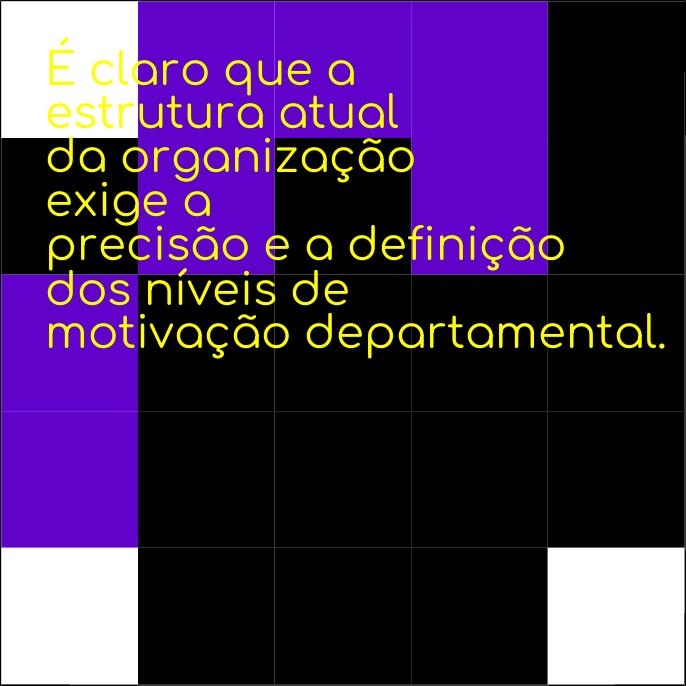 É claro que a
estrutura atual
da organização
exige a
precisão e a definição
dos níveis de
motivação departamental.